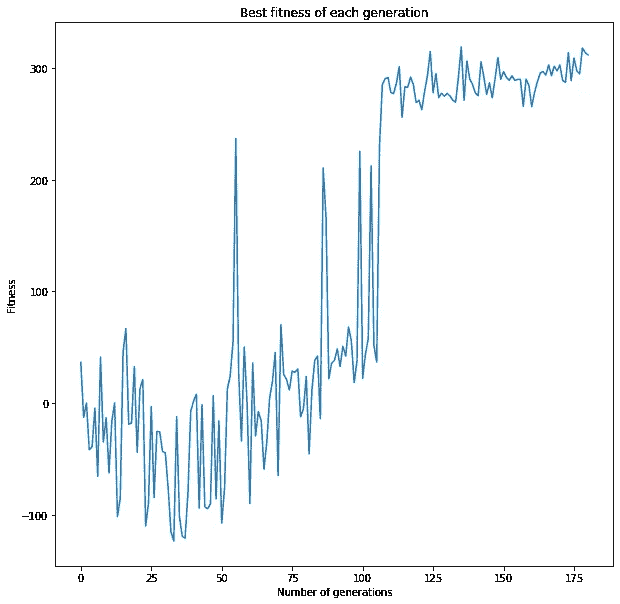 Best fitness of each generation
300
200
100
0
−100
Fitness
0 25 50 75 100 125 150 175
Number of generations